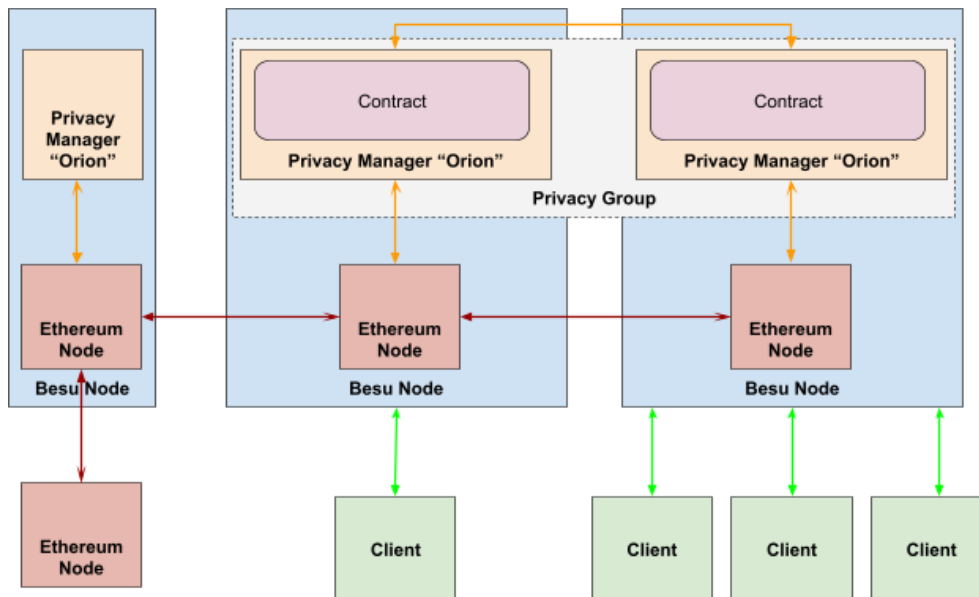 Privacy
Manager
“Orion”
Contract
Privacy Manager “Orion”
Contract
Privacy Manager “Orion”
Privacy Group
Ethereum
Node
Besu Node
Ethereum
Node
Besu Node
Ethereum
Node
Besu Node
Ethereum
Node
Client
Client
Client
Client